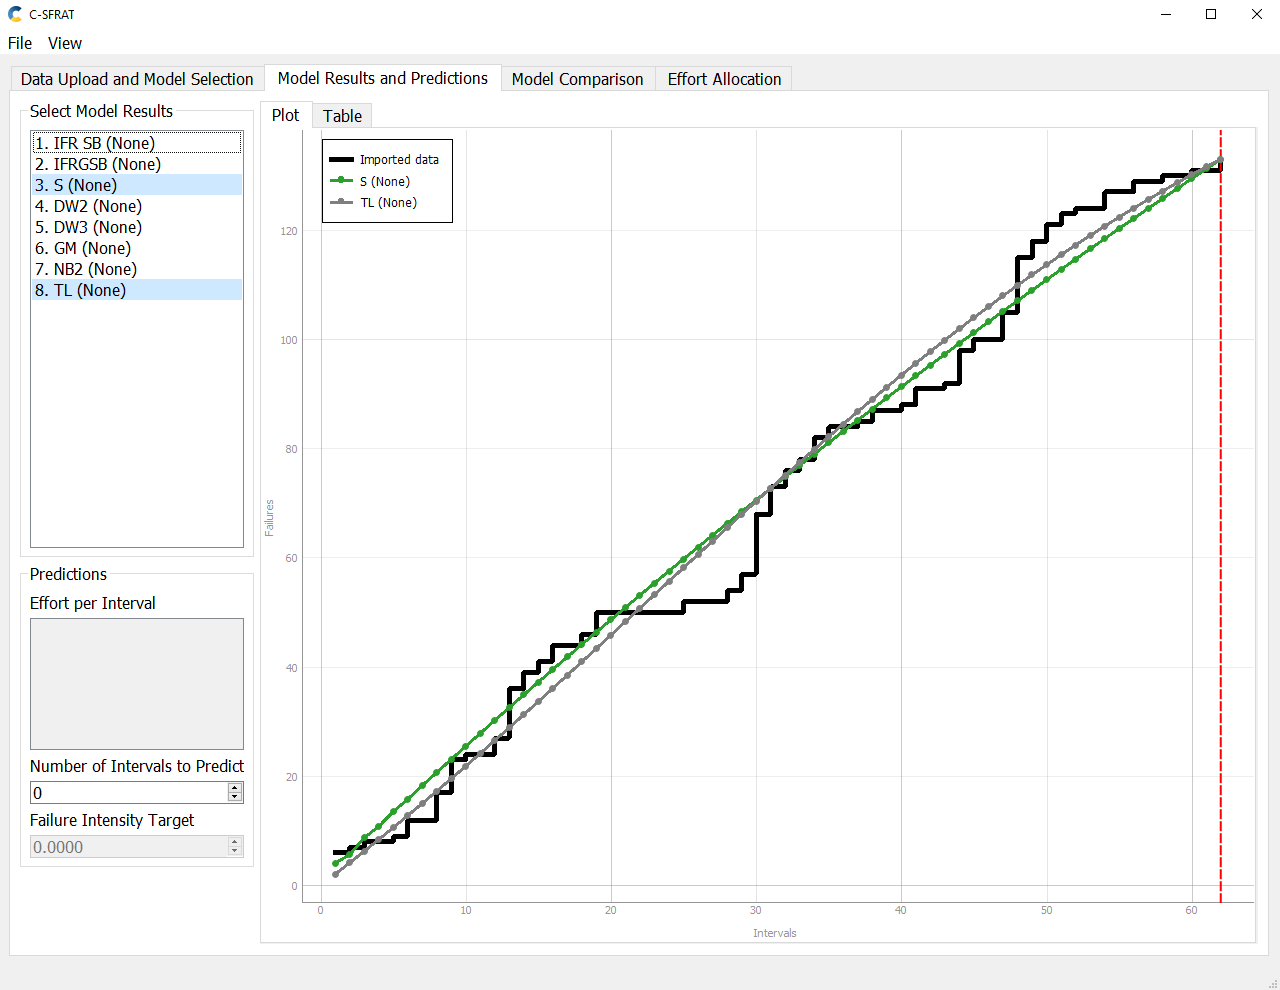 C-SFRAT
File View
Data Upload and Model Selection Model Results and Predictions Model Comparison Effort Allocation
Select Model Results
1. IFR SB (None)
2. IFRGSB (None)
3. S (None)
4. DW2 (None)
5. DW3 (None)
6. GM (None)
7. NB2 (None)
8. TL (None)
Predictions
Effort per Interval
Number of Intervals to Predict
0
Failure Intensity Target
0.0000
Plot Table
Imported data
S (None)
TL (None)
120
100
80
60
40
20
0
Failures
0 10 20 30 40 50 60
Intervals